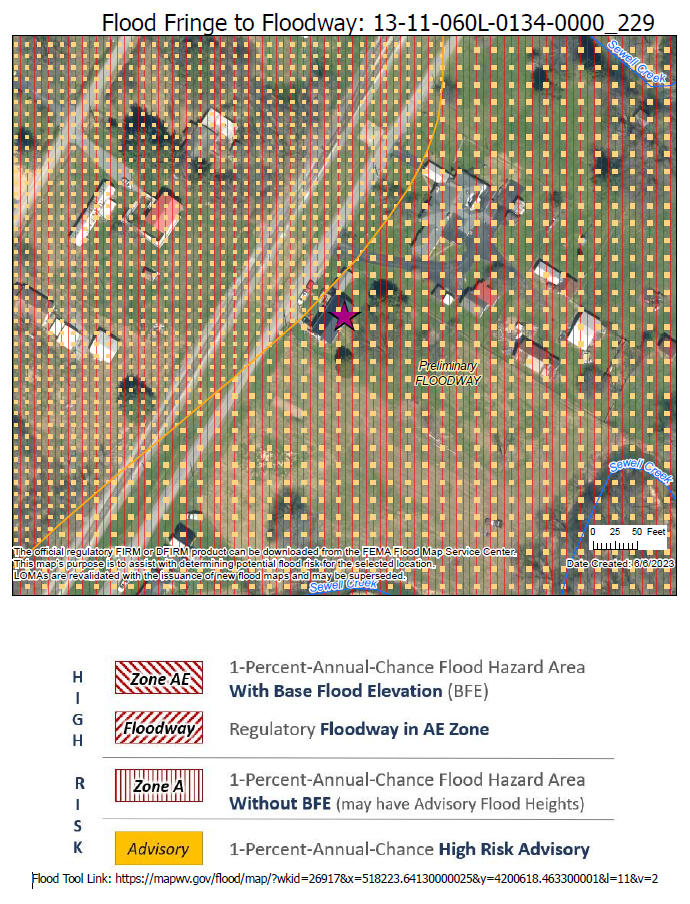 Flood Fringe to Floodway: 13-11-060L-0134-0000_229
Sewell Creek
Preliminary
FLOODWAY
Sewell Creek
0 25 50 Feet
The official regulatory FIRM or DFIRM product can be downloaded from the FEMA Flood Map Service Center.
This map's purpose is to assist with determining potential flood risk for the selected location.
Date Created: 6/6/2023
LOMAs are revalidated with the issuance of new flood maps and may be superseded.
Sewell Creek
HIGH RISK
Zone AE
1-Percent-Annual-Chance Flood Hazard Area
With Base Flood Elevation (BFE)
Floodway
Regulatory Floodway in AE Zone
Zone A
1-Percent-Annual-Chance Flood Hazard Area
Without BFE (may have Advisory Flood Heights)
Advisory
1-Percent-Annual-Chance High Risk Advisory
Flood Tool Link: https://mapwv.gov/flood/map/?wkid=26917&x=518223.64130000025&y=4200618.463300001&l=11&v=2